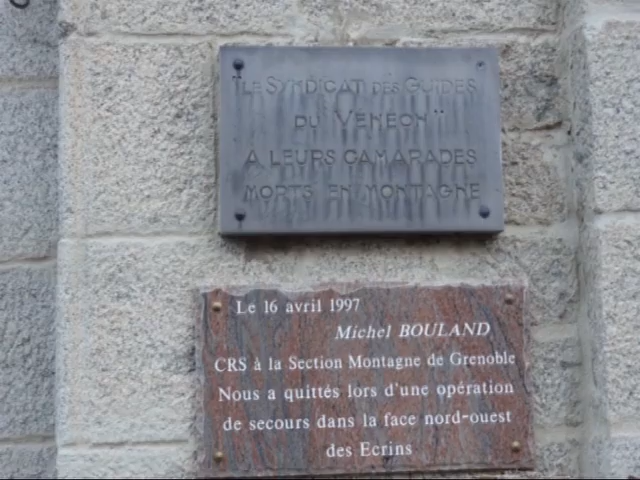 "LE SYNDICAT DES GUIDES
DU VENEON"
A LEURS CAMARADES
MORTS EN MONTAGNE
Le 16 avril 1997
Michel BOULAND
CRS à la Section Montagne de Grenoble
Nous a quittés lors d'une opération
de secours dans la face nord-ouest
des Ecrins